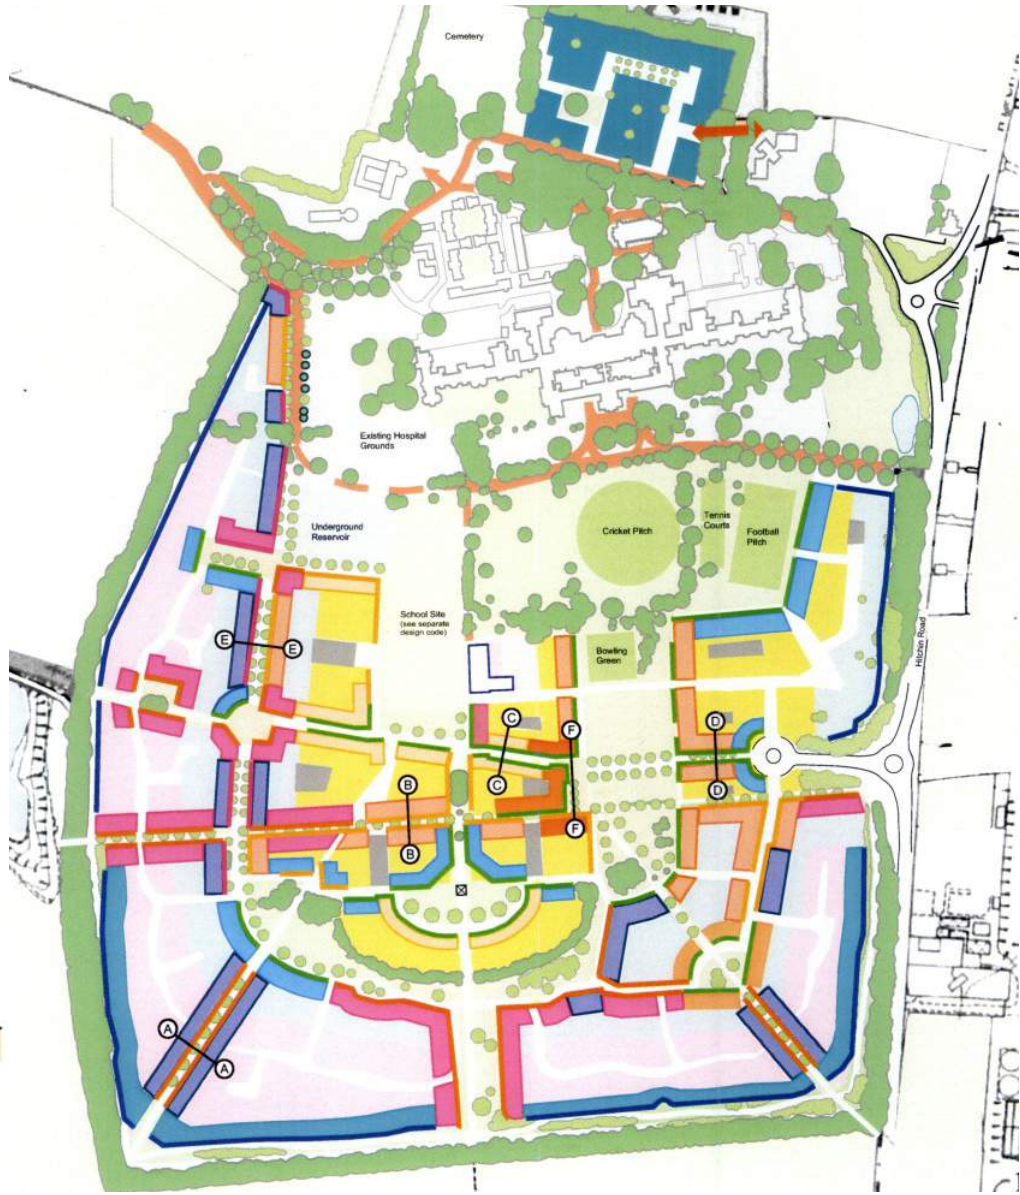 Cemetery
Existing Hospital
Grounds
Underground
Reservoir
Cricket Pitch
Tennis
Courts
Football
Pitch
School Site
(see separate
design code)
Bowling
Green
Hitchin Road
E
E
C
C
F
F
D
D
B
B
A
A